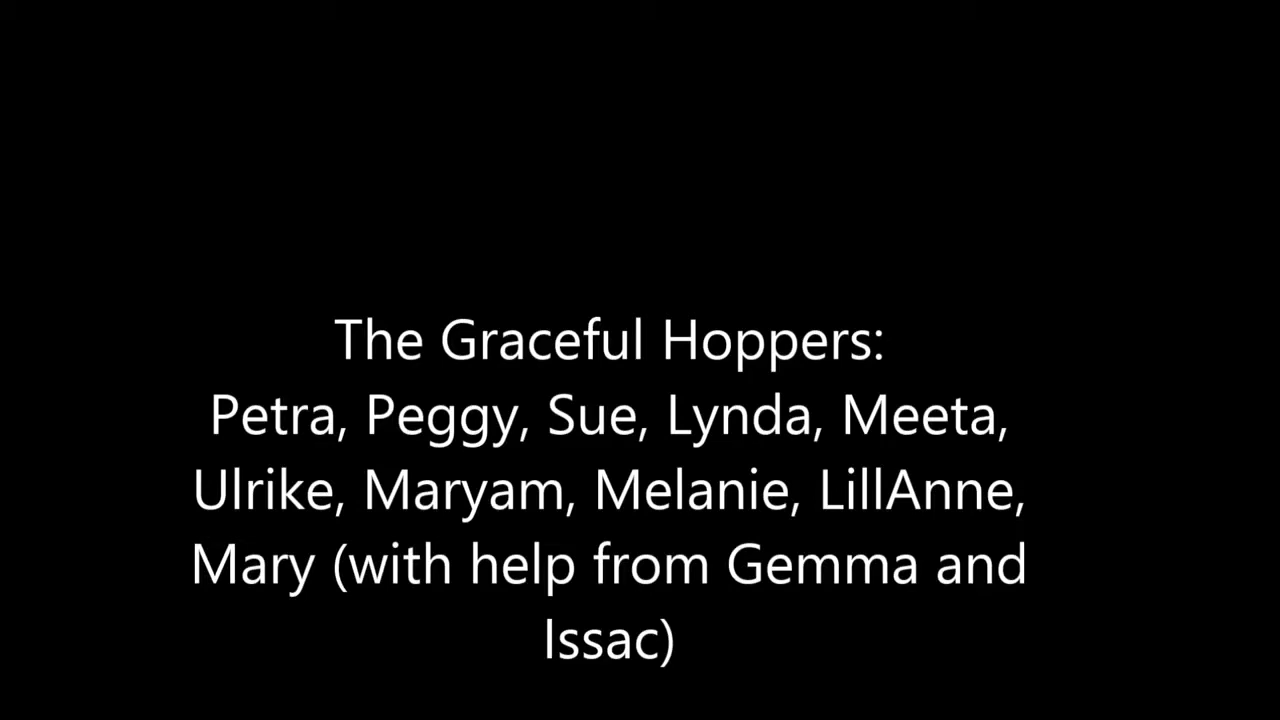 The Graceful Hoppers:
Petra, Peggy, Sue, Lynda, Meeta,
Ulrike, Maryam, Melanie, LillAnne,
Mary (with help from Gemma and
Issac)